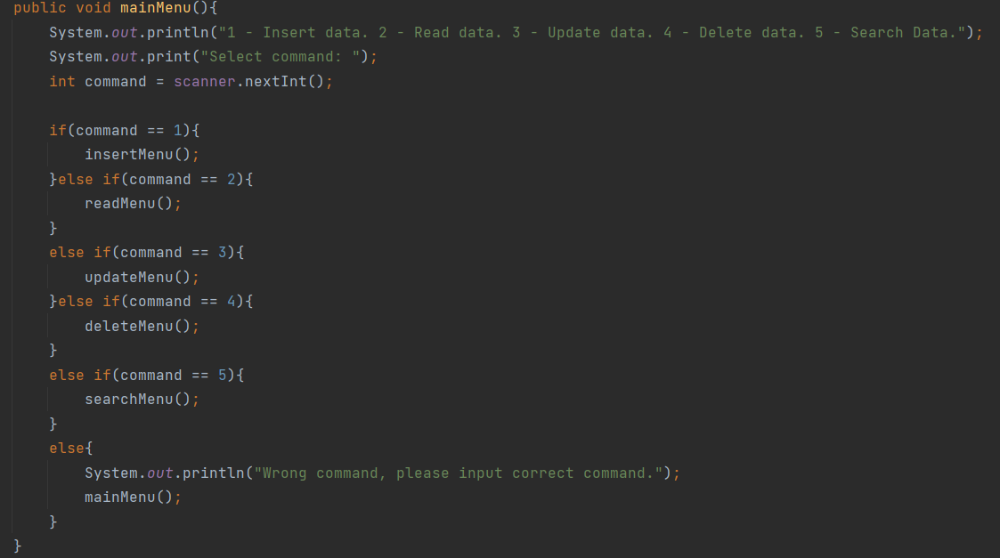 public void mainMenu(){
    System.out.println("1 - Insert data. 2 - Read data. 3 - Update data. 4 - Delete data. 5 - Search Data.");
    System.out.print("Select command: ");
    int command = scanner.nextInt();

    if(command == 1){
        insertMenu();
    }else if(command == 2){
        readMenu();
    }
    else if(command == 3){
        updateMenu();
    }else if(command == 4){
        deleteMenu();
    }
    else if(command == 5){
        searchMenu();
    }
    else{
        System.out.println("Wrong command, please input correct command.");
        mainMenu();
    }
}